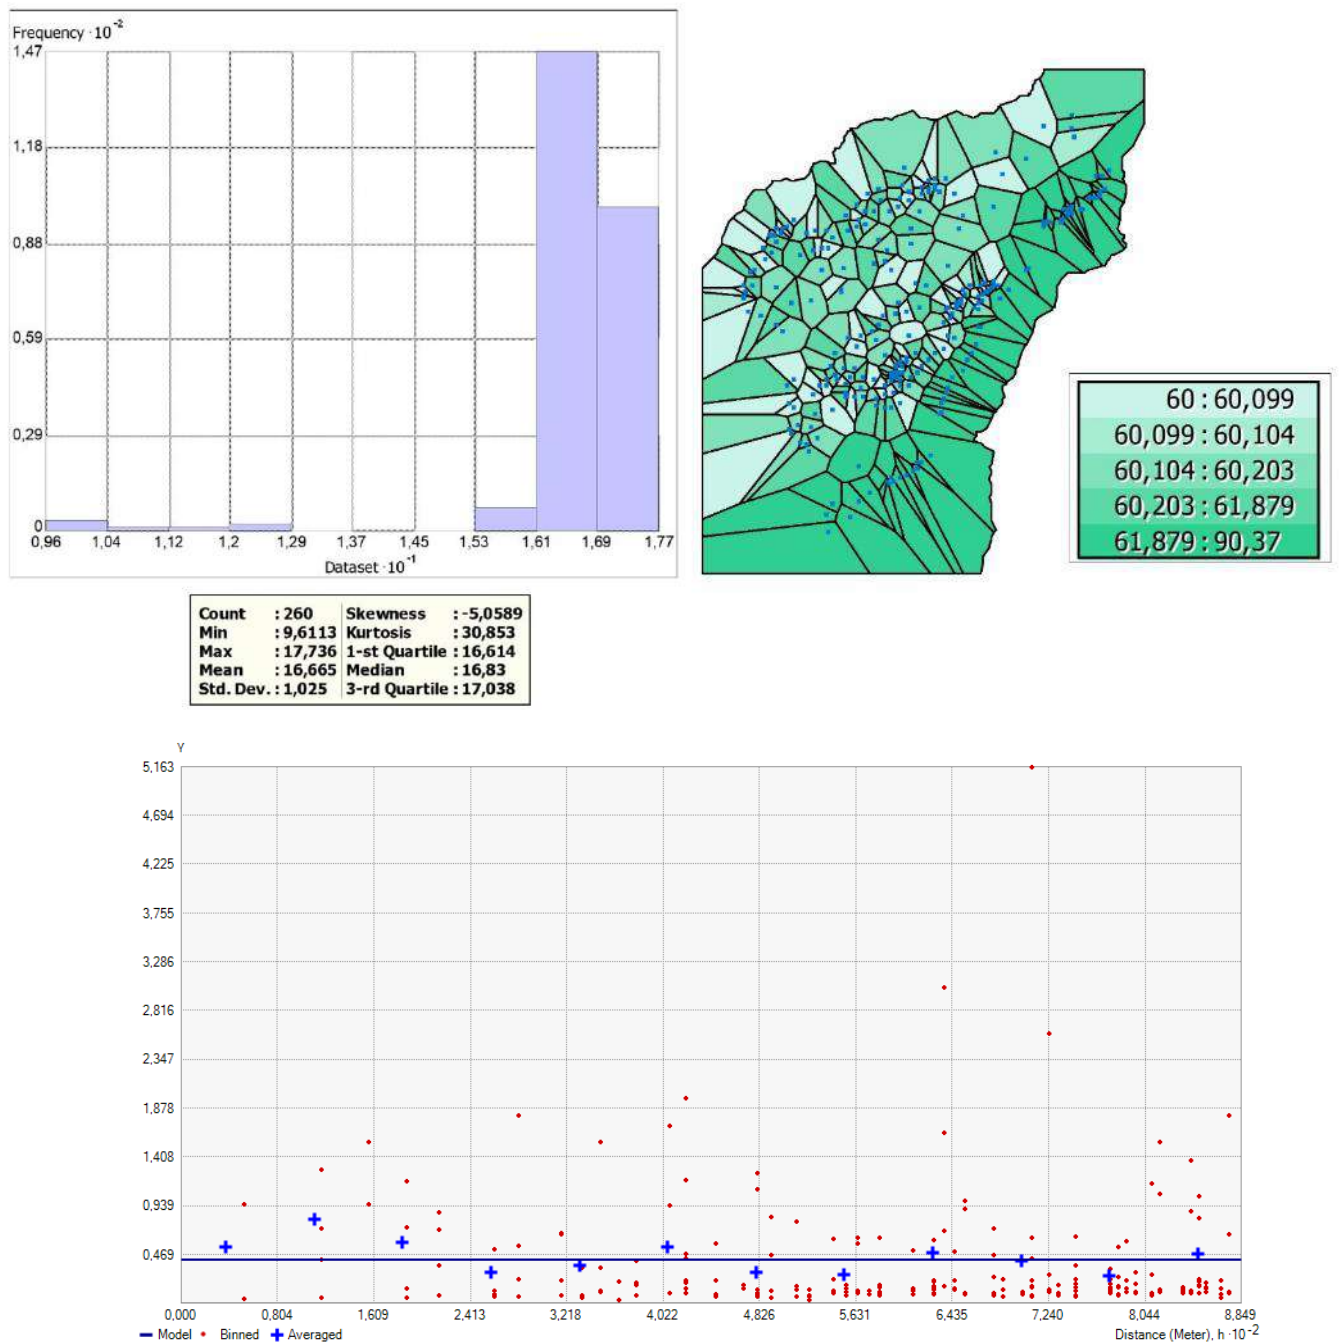 Frequency · 10⁻²
1,47
1,18
0,88
0,59
0,29
0
0,96 1,04 1,12 1,2 1,29 1,37 1,45 1,53 1,61 1,69 1,77
Dataset · 10⁻¹
60 : 60,099
60,099 : 60,104
60,104 : 60,203
60,203 : 61,879
61,879 : 90,37
Count : 260 Skewness : -5,0589
Min : 9,6113 Kurtosis : 30,853
Max : 17,736 1-st Quartile : 16,614
Mean : 16,665 Median : 16,83
Std. Dev. : 1,025 3-rd Quartile : 17,038
Y
5,163
4.694
4.225
3,755
3,286
2,816
2,347
1,878
1.408
0.939
0.469
0.000 0,804 1,609 2,413 3,218 4,022 4,826 5,631 6,435 7,240 8,044 8,849
Distance (Meter), h · 10⁻²
Model Binned Averaged